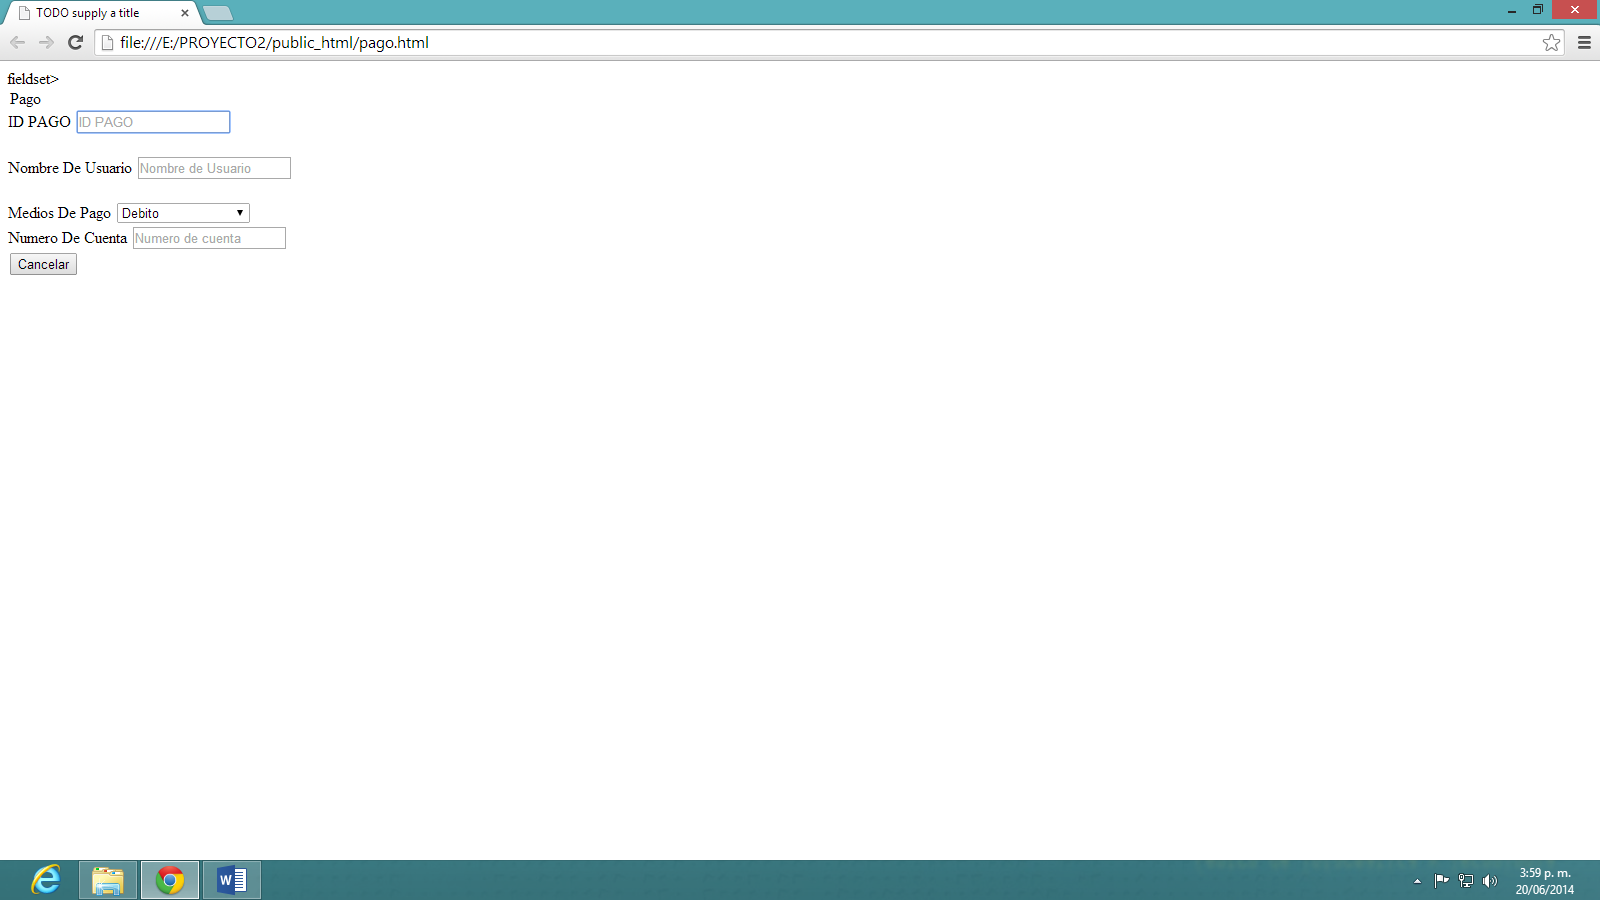 TODO supply a title
file:///E:/PROYECTO2/public_html/pago.html
fieldset>
Pago
ID PAGO ID PAGO
Nombre De Usuario Nombre de Usuario
Medios De Pago Debito
Numero De Cuenta Numero de cuenta
Cancelar
3:59 p. m.
20/06/2014